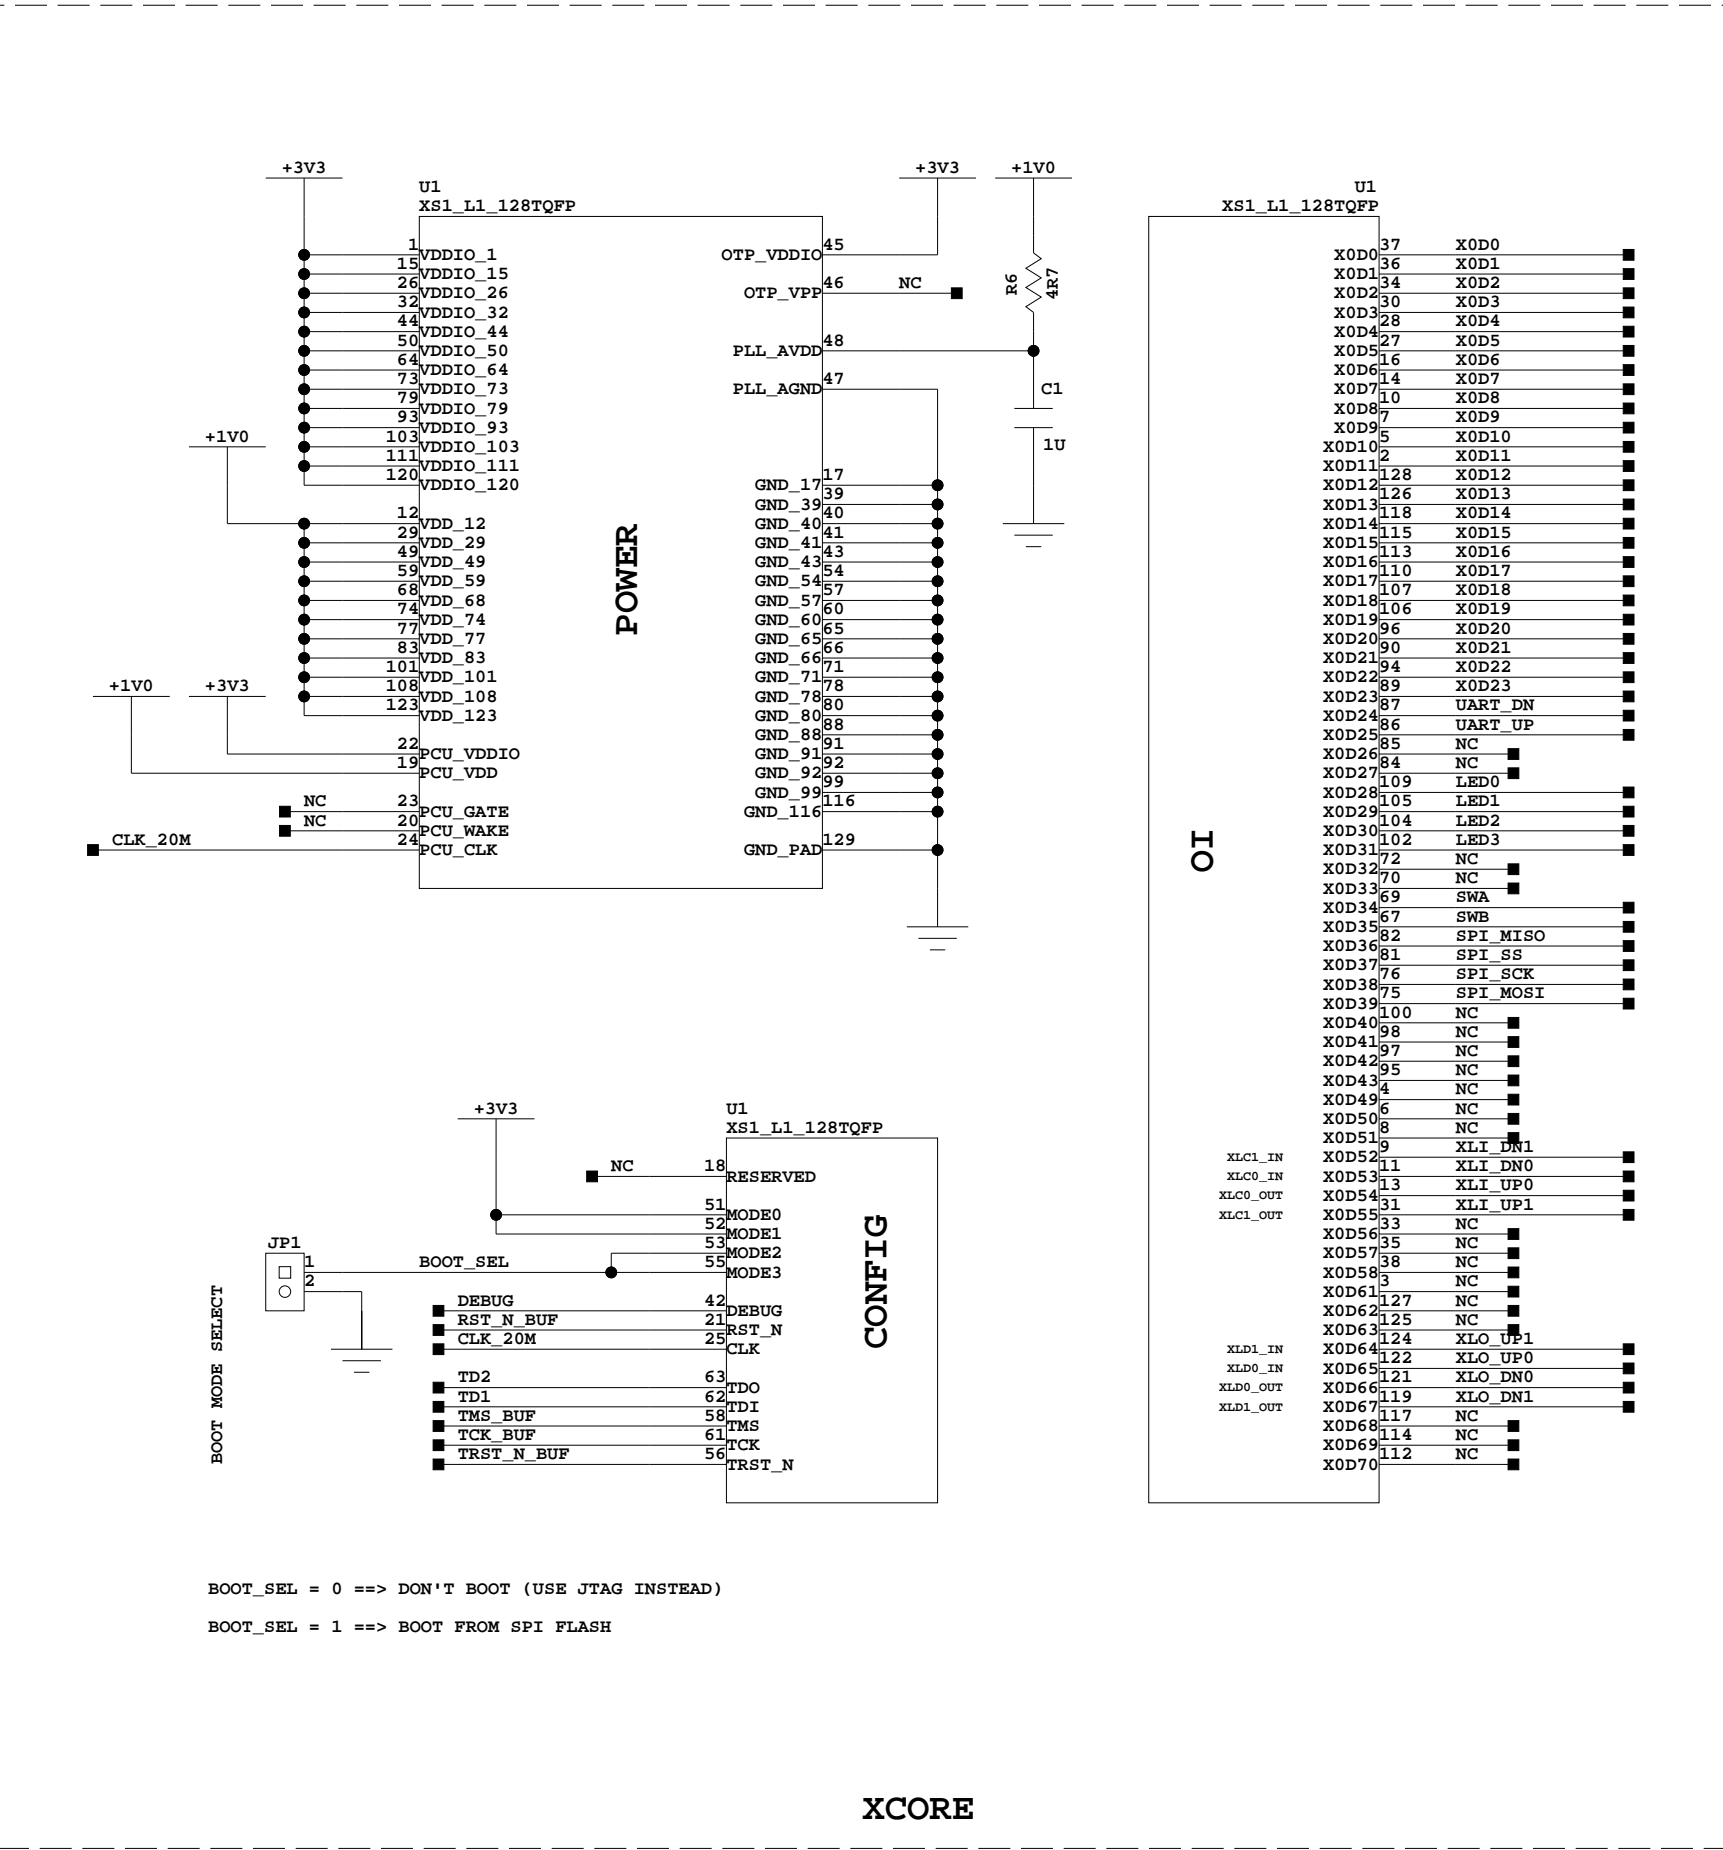 +3V3
+3V3
+1V0
U1
XS1_L1_128TQFP
1 VDDIO_1
15 VDDIO_15
26 VDDIO_26
32 VDDIO_32
44 VDDIO_44
50 VDDIO_50
64 VDDIO_64
73 VDDIO_73
79 VDDIO_79
93 VDDIO_93
103 VDDIO_103
111 VDDIO_111
120 VDDIO_120
+1V0
12 VDD_12
29 VDD_29
49 VDD_49
59 VDD_59
68 VDD_68
74 VDD_74
77 VDD_77
83 VDD_83
101 VDD_101
108 VDD_108
123 VDD_123
+1V0
+3V3
22 PCU_VDDIO
19 PCU_VDD
NC 23 PCU_GATE
NC 20 PCU_WAKE
CLK_20M 24 PCU_CLK
POWER
OTP_VDDIO 45
OTP_VPP 46 NC
PLL_AVDD 48
PLL_AGND 47
R6
4R7
C1
1U
GND_17 17
GND_39 39
GND_40 40
GND_41 41
GND_43 43
GND_54 54
GND_57 57
GND_60 60
GND_65 65
GND_66 66
GND_71 71
GND_78 78
GND_80 80
GND_88 88
GND_91 91
GND_92 92
GND_99 99
GND_116 116
GND_PAD 129
+3V3
U1
XS1_L1_128TQFP
NC 18 RESERVED
51 MODE0
52 MODE1
53 MODE2
BOOT_SEL 55 MODE3
JP1
1
2
BOOT MODE SELECT
DEBUG 42 DEBUG
RST_N_BUF 21 RST_N
CLK_20M 25 CLK
TD2 63 TDO
TD1 62 TDI
TMS_BUF 58 TMS
TCK_BUF 61 TCK
TRST_N_BUF 56 TRST_N
CONFIG
U1
XS1_L1_128TQFP
IO
X0D0 37 X0D0
X0D1 36 X0D1
X0D2 34 X0D2
X0D3 30 X0D3
X0D4 28 X0D4
X0D5 27 X0D5
X0D6 16 X0D6
X0D7 14 X0D7
X0D8 10 X0D8
X0D9 7 X0D9
X0D10 5 X0D10
X0D11 2 X0D11
X0D12 128 X0D12
X0D13 126 X0D13
X0D14 118 X0D14
X0D15 115 X0D15
X0D16 113 X0D16
X0D17 110 X0D17
X0D18 107 X0D18
X0D19 106 X0D19
X0D20 96 X0D20
X0D21 90 X0D21
X0D22 94 X0D22
X0D23 89 X0D23
X0D24 87 UART_DN
X0D25 86 UART_UP
X0D26 85 NC
X0D27 84 NC
X0D28 109 LED0
X0D29 105 LED1
X0D30 104 LED2
X0D31 102 LED3
X0D32 72 NC
X0D33 70 NC
X0D34 69 SWA
X0D35 67 SWB
X0D36 82 SPI_MISO
X0D37 81 SPI_SS
X0D38 76 SPI_SCK
X0D39 75 SPI_MOSI
X0D40 100 NC
X0D41 98 NC
X0D42 97 NC
X0D43 95 NC
X0D49 4 NC
X0D50 6 NC
X0D51 8 NC
XLC1_IN X0D52 9 XLI_DN1
XLC0_IN X0D53 11 XLI_DN0
XLC0_OUT X0D54 13 XLI_UP0
XLC1_OUT X0D55 31 XLI_UP1
X0D56 33 NC
X0D57 35 NC
X0D58 38 NC
X0D61 3 NC
X0D62 127 NC
X0D63 125 NC
XLD1_IN X0D64 124 XLO_UP1
XLD0_IN X0D65 122 XLO_UP0
XLD0_OUT X0D66 121 XLO_DN0
XLD1_OUT X0D67 119 XLO_DN1
X0D68 117 NC
X0D69 114 NC
X0D70 112 NC
BOOT_SEL = 0 ==> DON'T BOOT (USE JTAG INSTEAD)
BOOT_SEL = 1 ==> BOOT FROM SPI FLASH
XCORE